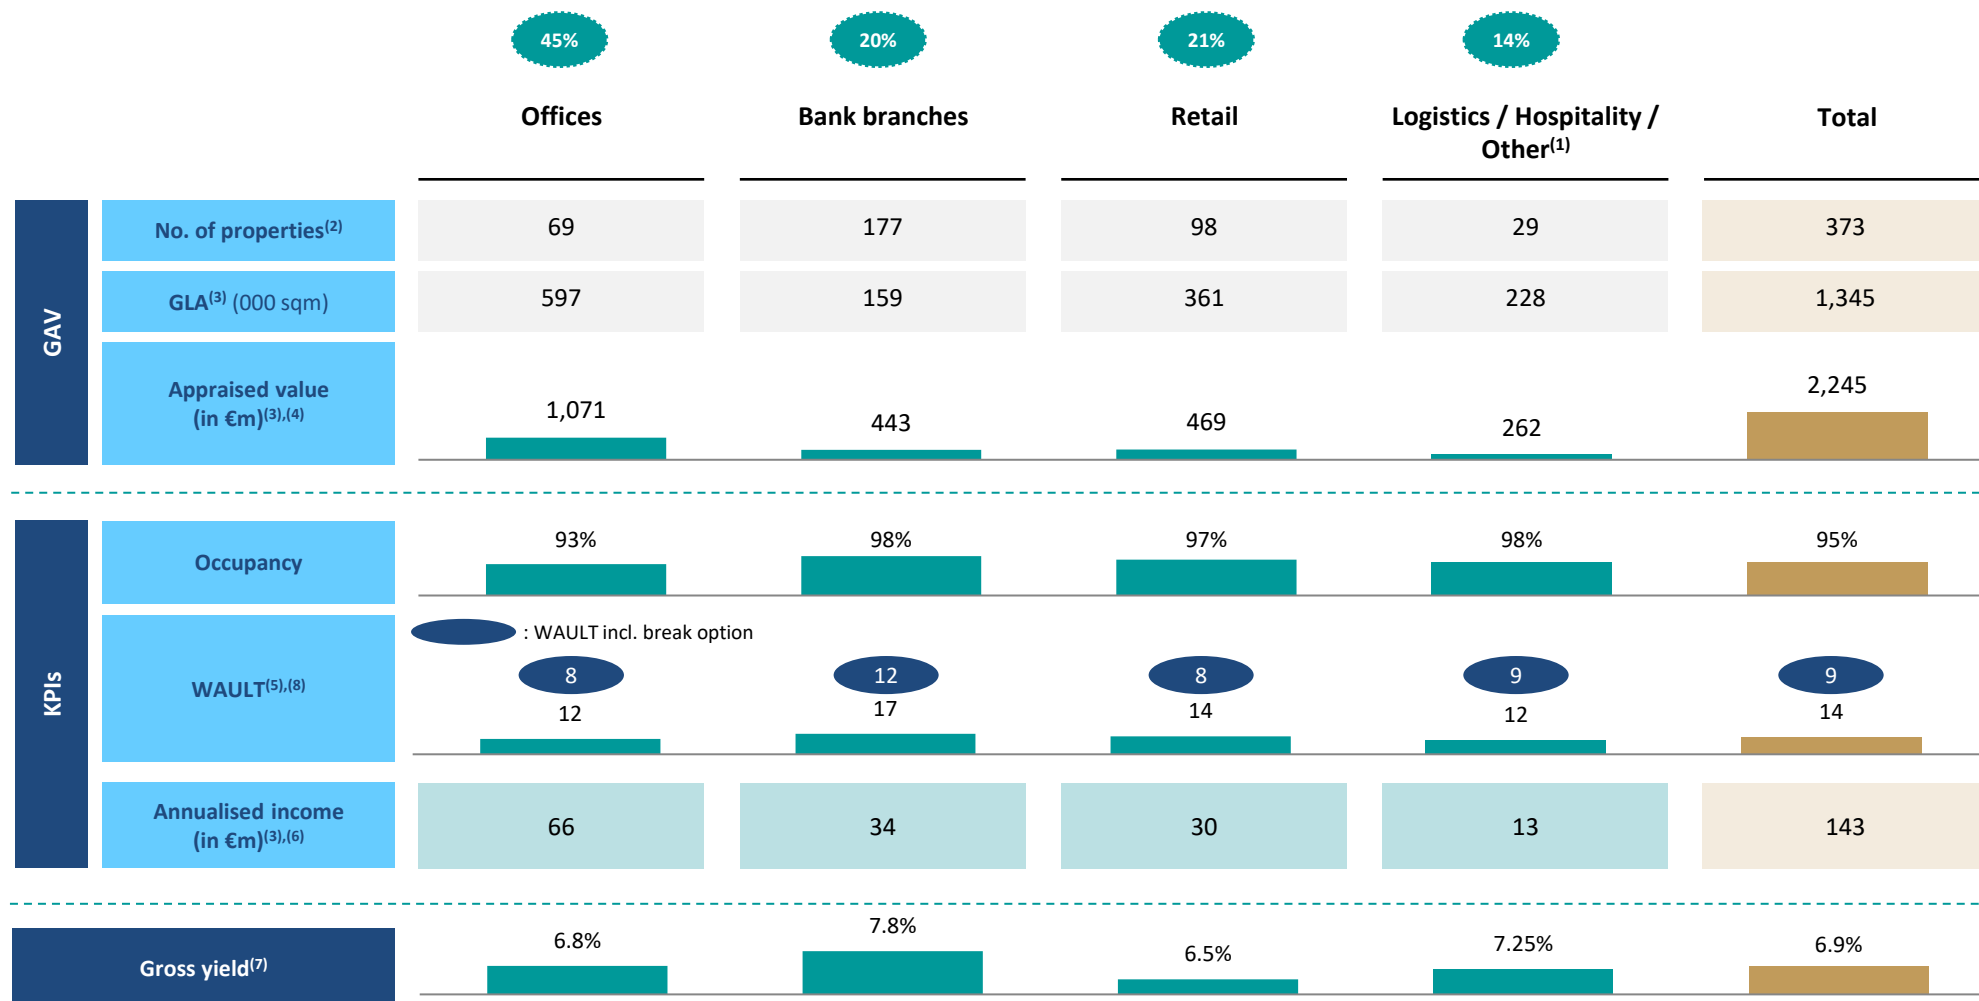 45% 20% 21% 14%
Offices Bank branches Retail Logistics / Hospitality / Total
Other(1)
GAV
No. of properties(2) 69 177 98 29 373
GLA(3) (000 sqm) 597 159 361 228 1,345
Appraised value
(in €m)(3),(4)
1,071 443 469 262 2,245
KPIs
Occupancy 93% 98% 97% 98% 95%
: WAULT incl. break option
WAULT(5),(8)
8 12 8 9 9
12 17 14 12 14
Annualised income
(in €m)(3),(6)
66 34 30 13 143
Gross yield(7) 6.8% 7.8% 6.5% 7.25% 6.9%